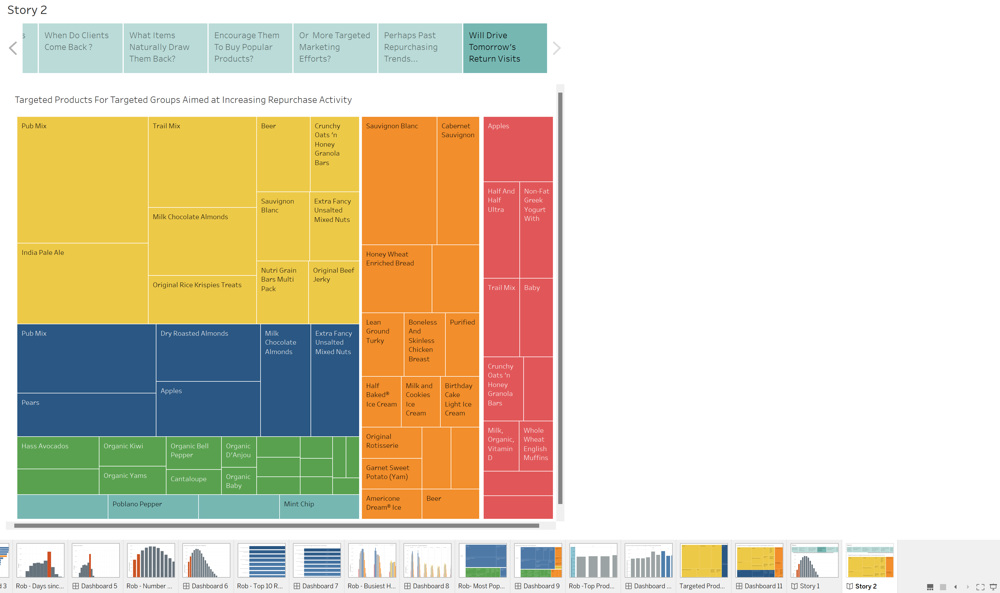 Story 2
s
When Do Clients
Come Back ?
What Items
Naturally Draw
Them Back?
Encourage Them
To Buy Popular
Products?
Or More Targeted
Marketing
Efforts?
Perhaps Past
Repurchasing
Trends...
Will Drive
Tomorrow's
Return Visits
Targeted Products For Targeted Groups Aimed at Increasing Repurchase Activity
Pub Mix
Trail Mix
Beer
Crunchy
Oats 'n
Honey
Granola
Bars
Sauvignon
Blanc
Extra Fancy
Unsalted
Mixed Nuts
Milk Chocolate Almonds
India Pale Ale
Original Rice Krispies Treats
Nutri Grain
Bars Multi
Pack
Original Beef
Jerky
Pub Mix
Dry Roasted Almonds
Milk
Chocolate
Almonds
Extra Fancy
Unsalted
Mixed Nuts
Pears
Apples
Hass Avocados
Organic Kiwi
Organic Bell
Pepper
Organic
D'Anjou
Organic Yams
Cantaloupe
Organic
Baby
Poblano Pepper
Mint Chip
Sauvignon Blanc
Cabernet
Sauvignon
Honey Wheat
Enriched Bread
Lean
Ground
Turky
Boneless
And
Skinless
Chicken
Breast
Purified
Half
Baked®
Ice Cream
Milk and
Cookies
Ice
Cream
Birthday
Cake
Light Ice
Cream
Original
Rotisserie
Garnet Sweet
Potato (Yam)
Americone
Dream® Ice
Beer
Apples
Half And
Half
Ultra
Non-Fat
Greek
Yogurt
With
Trail Mix
Baby
Crunchy
Oats 'n
Honey
Granola
Bars
Milk,
Organic,
Vitamin
D
Whole
Wheat
English
Muffins
d 3
Rob - Days sinc...
Dashboard 5
Rob - Number ...
Dashboard 6
Rob - Top 10 R...
Dashboard 7
Rob - Busiest H...
Dashboard 8
Rob- Most Pop...
Dashboard 9
Rob -Top Prod...
Dashboard ...
Targeted Prod...
Dashboard 11
Story 1
Story 2